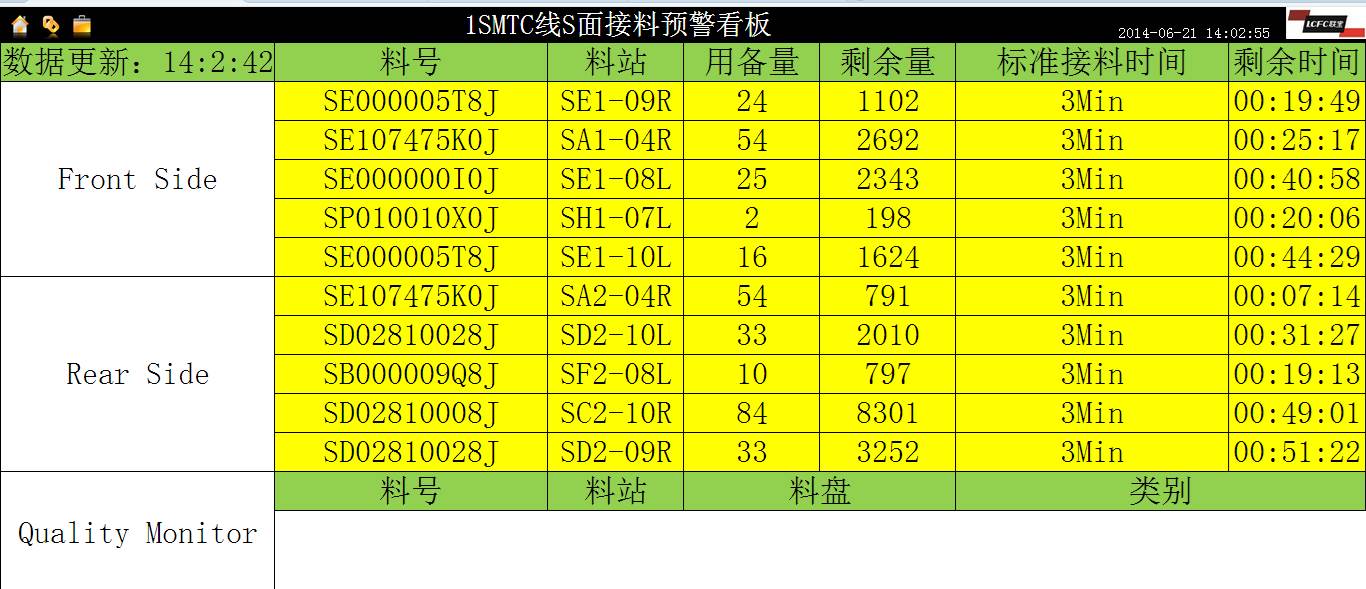 1SMTC线S面接料预警看板
2014-06-21 14:02:55
LCFC联宝
数据更新：14:2:42 料号 料站 用备量 剩余量 标准接料时间 剩余时间
Front Side
SE000005T8J SE1-09R 24 1102 3Min 00:19:49
SE107475K0J SA1-04R 54 2692 3Min 00:25:17
SE000000I0J SE1-08L 25 2343 3Min 00:40:58
SP010010X0J SH1-07L 2 198 3Min 00:20:06
SE000005T8J SE1-10L 16 1624 3Min 00:44:29
Rear Side
SE107475K0J SA2-04R 54 791 3Min 00:07:14
SD02810028J SD2-10L 33 2010 3Min 00:31:27
SB000009Q8J SF2-08L 10 797 3Min 00:19:13
SD02810008J SC2-10R 84 8301 3Min 00:49:01
SD02810028J SD2-09R 33 3252 3Min 00:51:22
Quality Monitor
料号 料站 料盘 类别